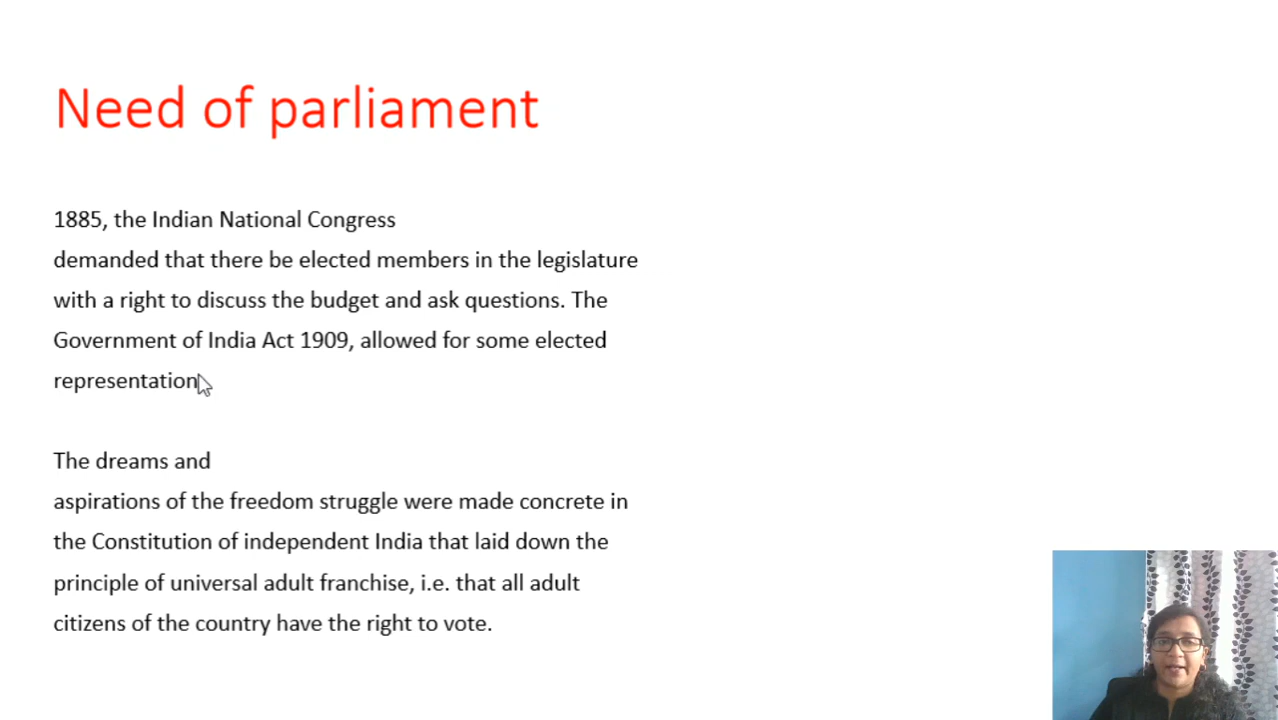 Need of parliament
1885, the Indian National Congress
demanded that there be elected members in the legislature
with a right to discuss the budget and ask questions. The
Government of India Act 1909, allowed for some elected
representation
The dreams and
aspirations of the freedom struggle were made concrete in
the Constitution of independent India that laid down the
principle of universal adult franchise, i.e. that all adult
citizens of the country have the right to vote.